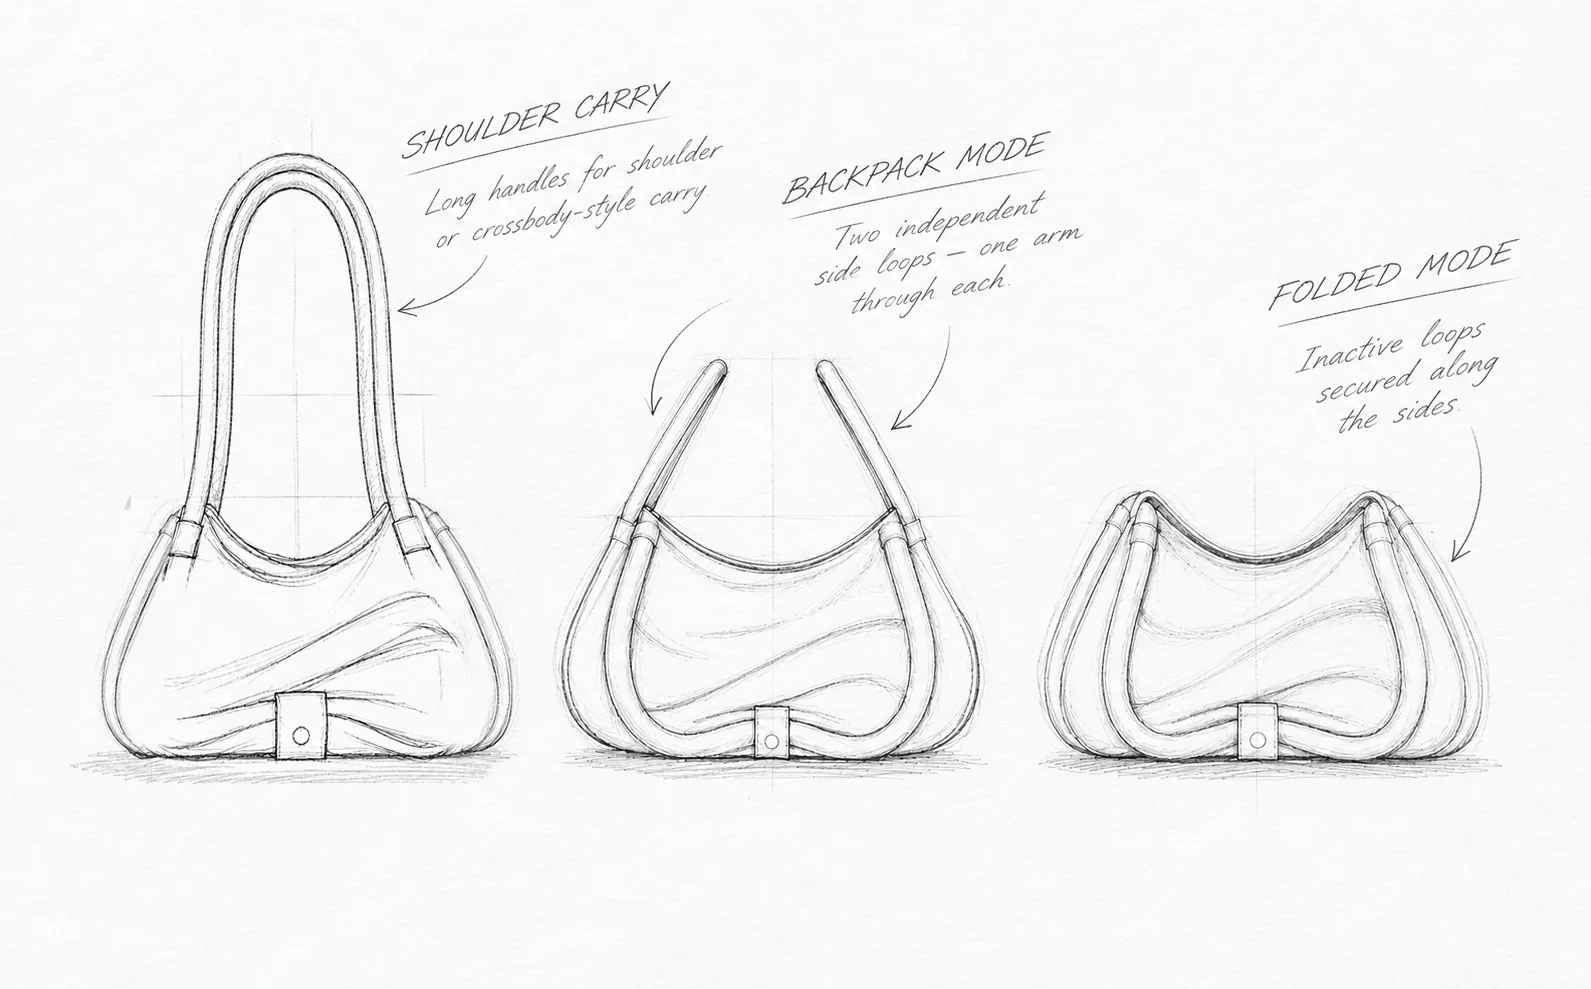 SHOULDER CARRY
Long handles for shoulder
or crossbody-style carry.
BACKPACK MODE
Two independent
side loops — one arm
through each.
FOLDED MODE
Inactive loops
secured along
the sides.